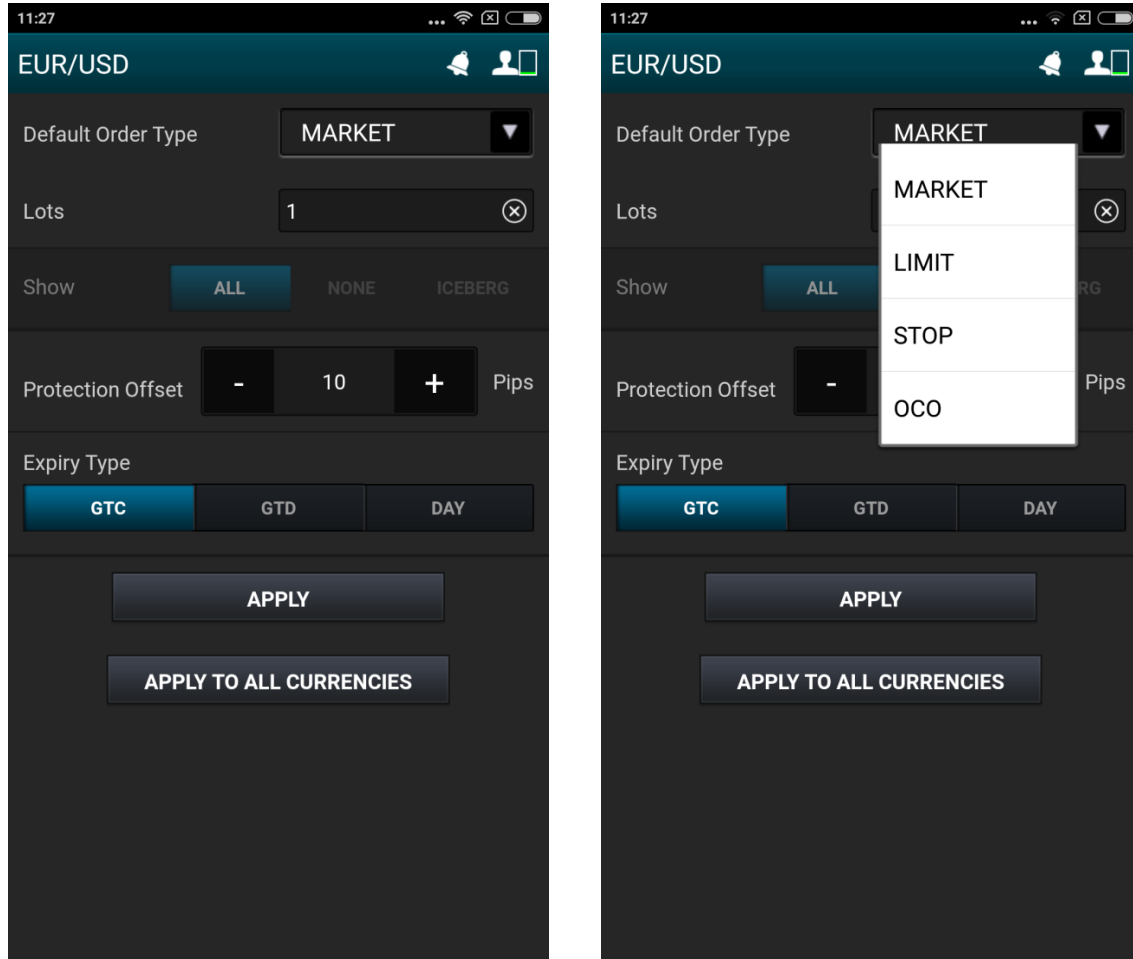 11:27
EUR/USD
Default Order Type MARKET
Lots 1
Show ALL NONE ICEBERG
Protection Offset - 10 + Pips
Expiry Type
GTC GTD DAY
APPLY
APPLY TO ALL CURRENCIES
11:27
EUR/USD
Default Order Type MARKET
MARKET
Lots
LIMIT
Show ALL RG
STOP
Protection Offset - Pips
OCO
Expiry Type
GTC GTD DAY
APPLY
APPLY TO ALL CURRENCIES